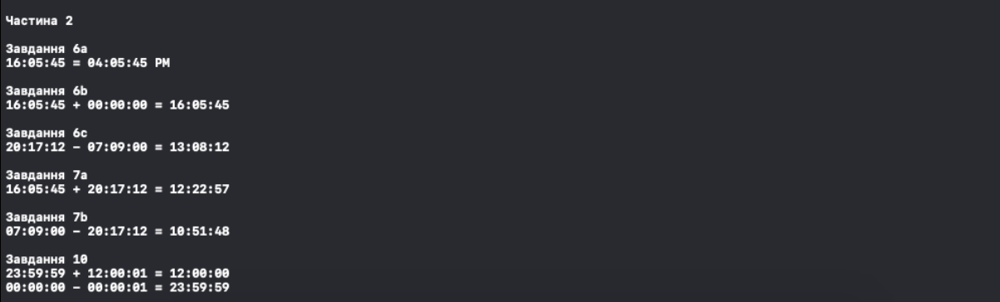 Частина 2
Завдання 6a
16:05:45 = 04:05:45 PM
Завдання 6b
16:05:45 + 00:00:00 = 16:05:45
Завдання 6c
20:17:12 - 07:09:00 = 13:08:12
Завдання 7a
16:05:45 + 20:17:12 = 12:22:57
Завдання 7b
07:09:00 - 20:17:12 = 10:51:48
Завдання 10
23:59:59 + 12:00:01 = 12:00:00
00:00:00 - 00:00:01 = 23:59:59